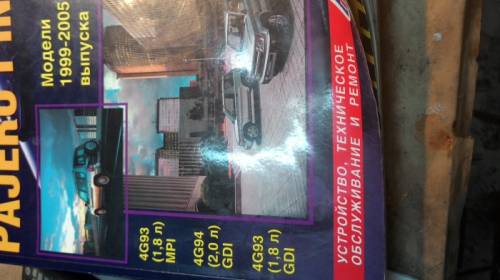 PAJERO
Модели
1999-2005
выпуска
4G93
(1,8 л)
MPI
4G94
(2,0 л)
GDI
4G93
(1,8 л)
GDI
УСТРОЙСТВО, ТЕХНИЧЕСКОЕ
ОБСЛУЖИВАНИЕ И РЕМОНТ